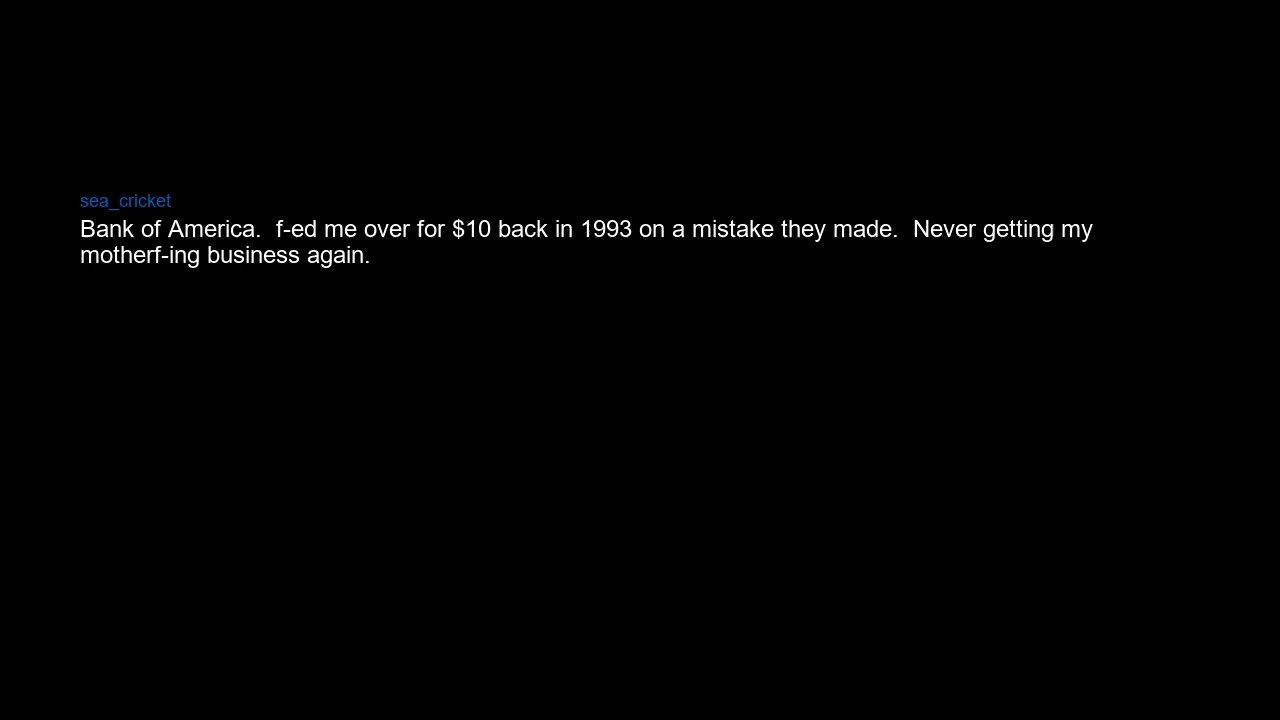 sea_cricket
Bank of America.  f-ed me over for $10 back in 1993 on a mistake they made.  Never getting my
motherf-ing business again.